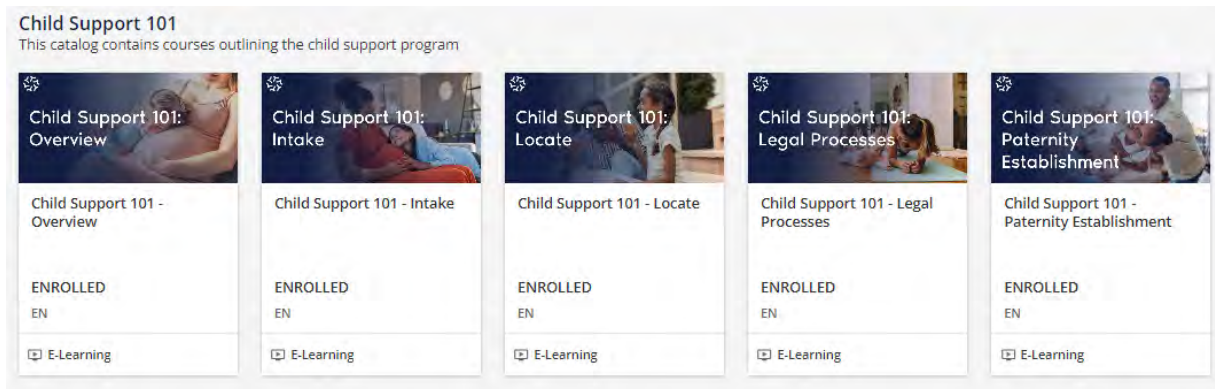 Child Support 101
This catalog contains courses outlining the child support program
Child Support 101:
Overview
Child Support 101 -
Overview
ENROLLED
EN
E-Learning
Child Support 101:
Intake
Child Support 101 - Intake
ENROLLED
EN
E-Learning
Child Support 101:
Locate
Child Support 101 - Locate
ENROLLED
EN
E-Learning
Child Support 101:
Legal Processes
Child Support 101 - Legal
Processes
ENROLLED
EN
E-Learning
Child Support 101:
Paternity
Establishment
Child Support 101 -
Paternity Establishment
ENROLLED
EN
E-Learning